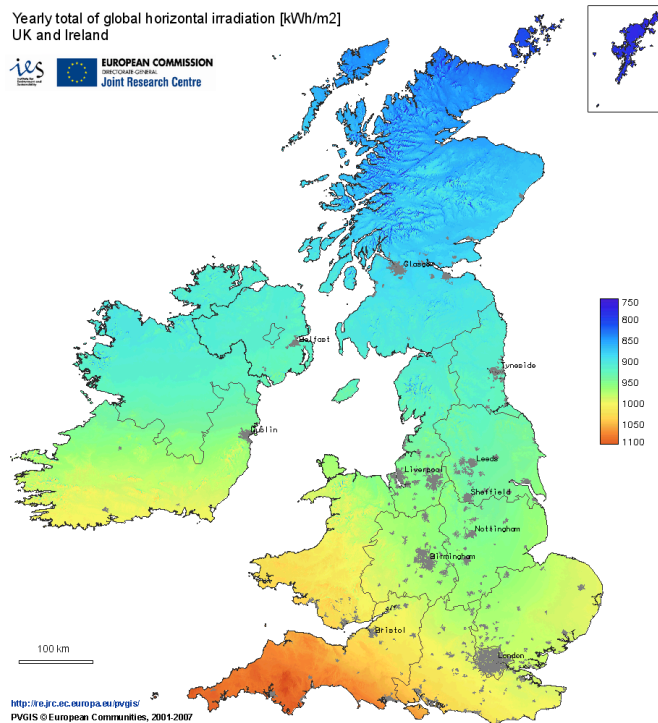 Yearly total of global horizontal irradiation [kWh/m2]
UK and Ireland
ies
EUROPEAN COMMISSION
DIRECTORATE-GENERAL
Joint Research Centre
Glasgow
Belfast
Tyneside
Dublin
Leeds
Liverpool
Sheffield
Nottingham
Birmingham
Bristol
London
750
800
850
900
950
1000
1050
1100
100 km
http://re.jrc.ec.europa.eu/pvgis/
PVGIS © European Communities, 2001-2007